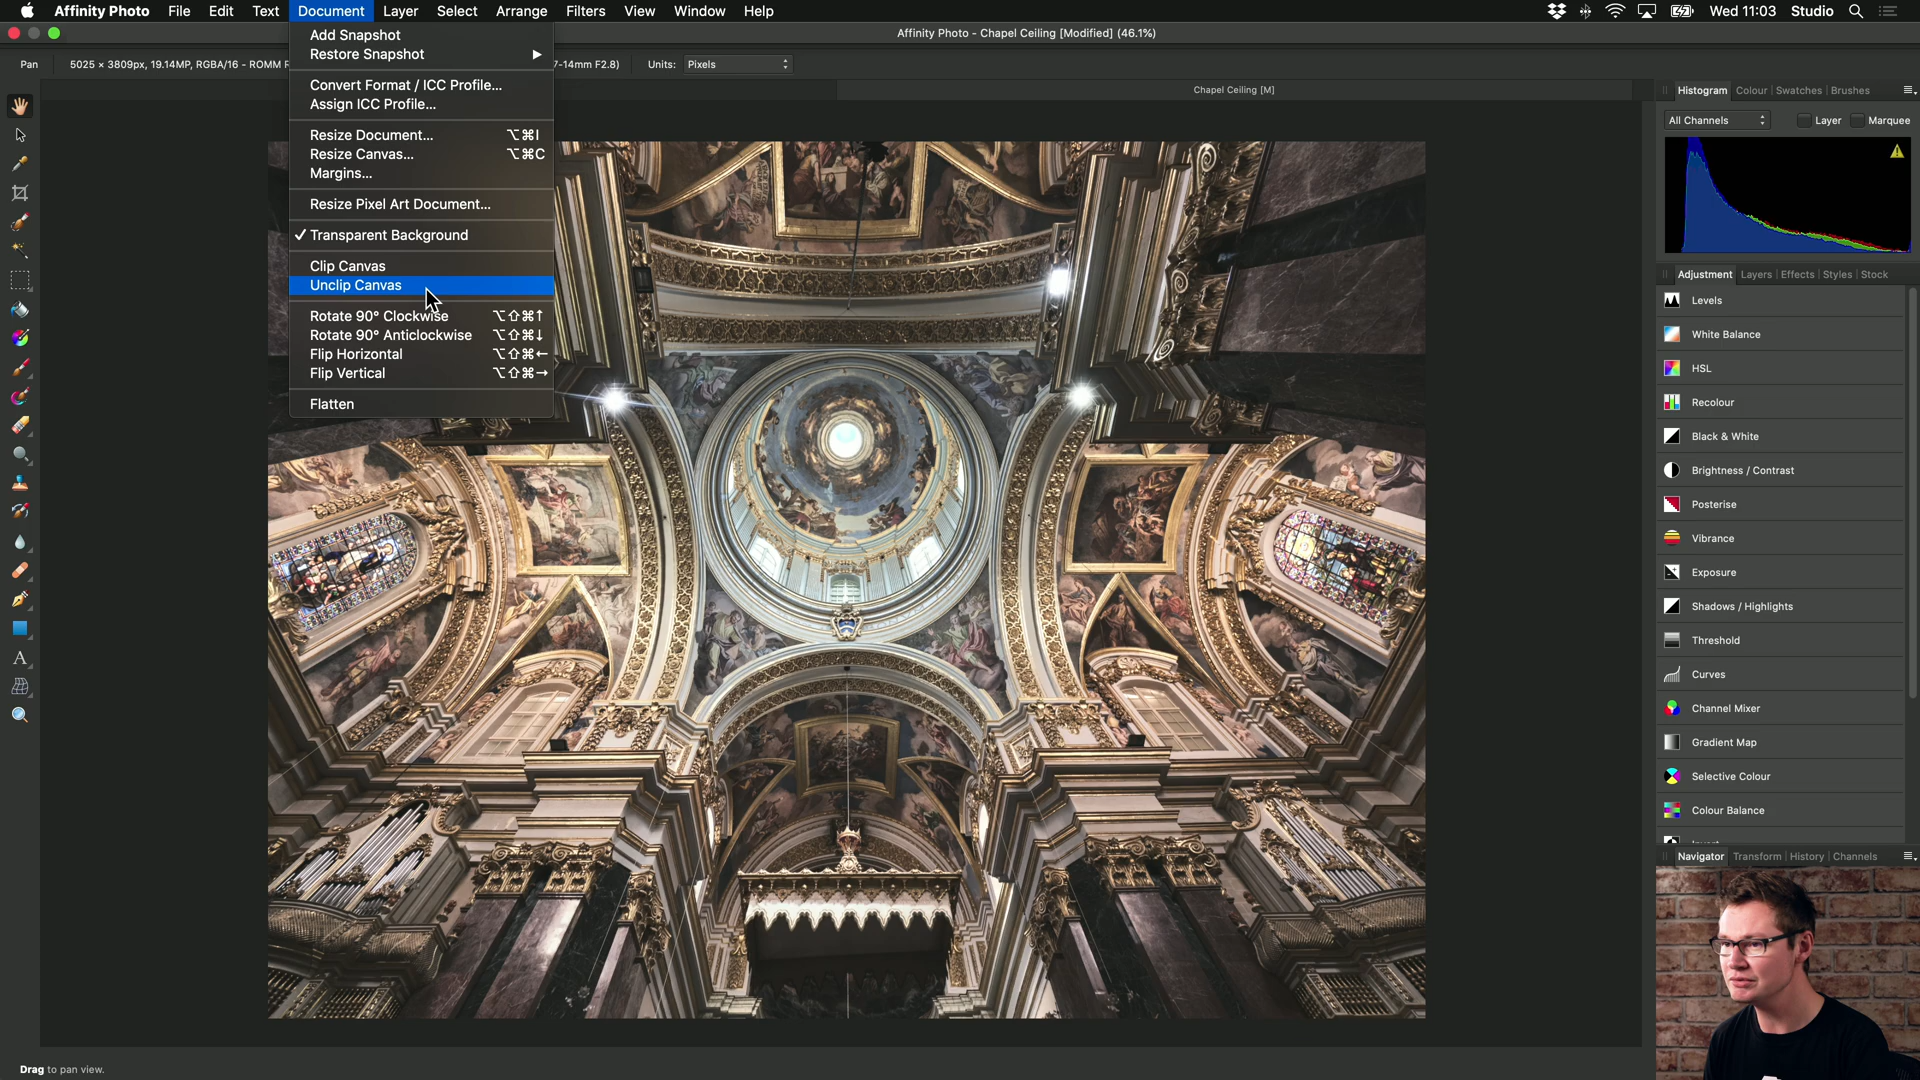 Affinity Photo File Edit Text Document Layer Select Arrange Filters View Window Help Wed 11:03 Studio
Affinity Photo - Chapel Ceiling [Modified] (46.1%)
Pan 5025 × 3809px, 19.14MP, RGBA/16 - ROMM R 7-14mm F2.8) Units: Pixels
Chapel Ceiling [M]
Add Snapshot
Restore Snapshot ▶
Convert Format / ICC Profile...
Assign ICC Profile...
Resize Document... ⌥⌘I
Resize Canvas... ⌥⌘C
Margins...
Resize Pixel Art Document...
✓ Transparent Background
Clip Canvas
Unclip Canvas
Rotate 90° Clockwise ⌥⇧⌘↑
Rotate 90° Anticlockwise ⌥⇧⌘↓
Flip Horizontal ⌥⇧⌘←
Flip Vertical ⌥⇧⌘→
Flatten
Histogram Colour Swatches Brushes
All Channels Layer Marquee
Adjustment Layers Effects Styles Stock
Levels
White Balance
HSL
Recolour
Black & White
Brightness / Contrast
Posterise
Vibrance
Exposure
Shadows / Highlights
Threshold
Curves
Channel Mixer
Gradient Map
Selective Colour
Colour Balance
Navigator Transform History Channels
Drag to pan view.